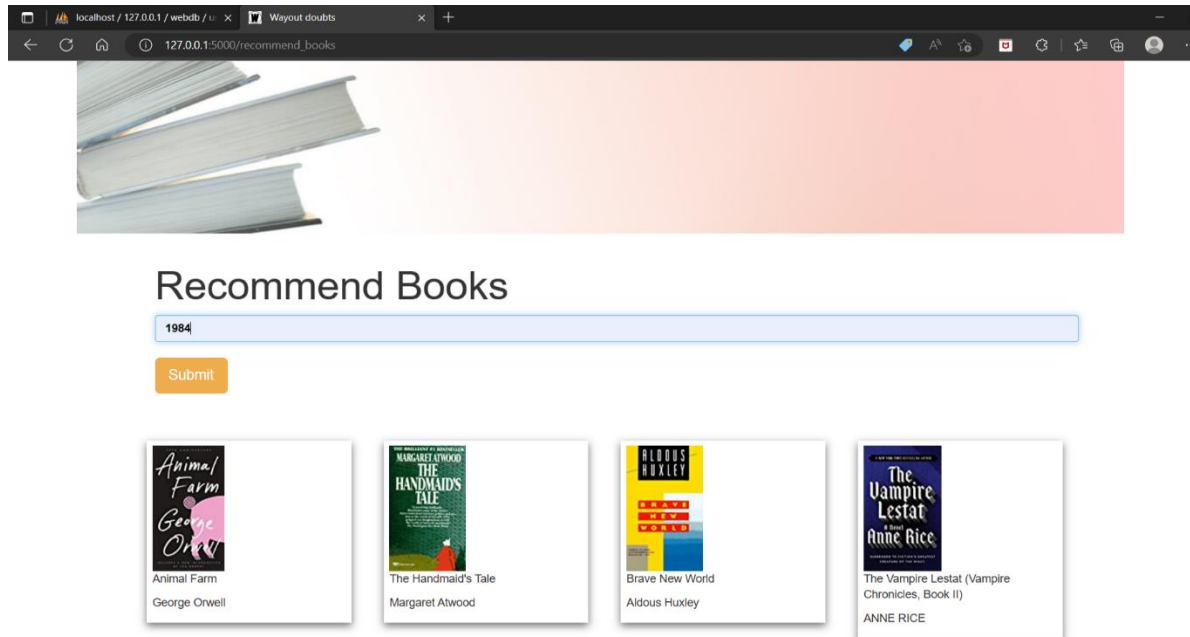 localhost / 127.0.0.1 / webdb / u
Wayout doubts
127.0.0.1:5000/recommend_books
Recommend Books
1984
Submit
Animal
Farm
George
Orwell
MARGARET ATWOOD
THE
HANDMAID'S
TALE
ALDOUS
HUXLEY
BRAVE
NEW
WORLD
The
Vampire
Lestat
A Novel
Anne Rice
Animal Farm
George Orwell
The Handmaid's Tale
Margaret Atwood
Brave New World
Aldous Huxley
The Vampire Lestat (Vampire
Chronicles, Book II)
ANNE RICE